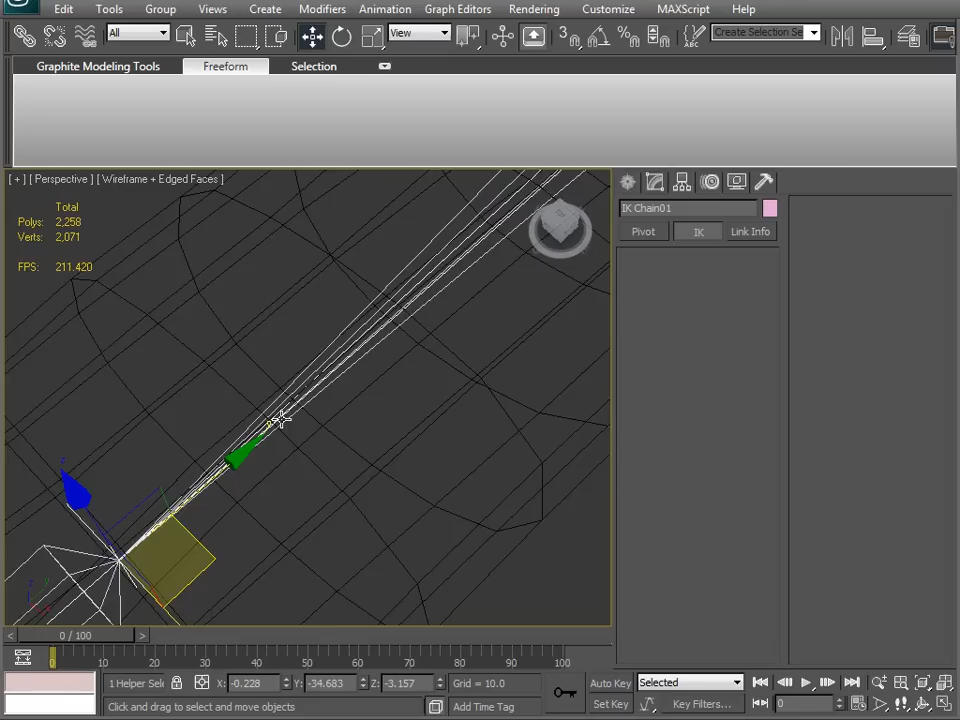 Edit Tools Group Views Create Modifiers Animation Graph Editors Rendering Customize MAXScript Help
All View 3 Create Selection Se
Graphite Modeling Tools Freeform Selection
[ + ] [ Perspective ] [ Wireframe + Edged Faces ]
Total
Polys: 2,258
Verts: 2,071
FPS: 211.420
IK Chain01
Pivot IK Link Info
z
z y
< 0 / 100 >
0 10 20 30 40 50 60 70 80 90 100
1 Helper Sele X: -0.228 Y: -34.683 Z: -3.157 Grid = 10.0 Auto Key Selected
Click and drag to select and move objects Add Time Tag Set Key Key Filters... 0